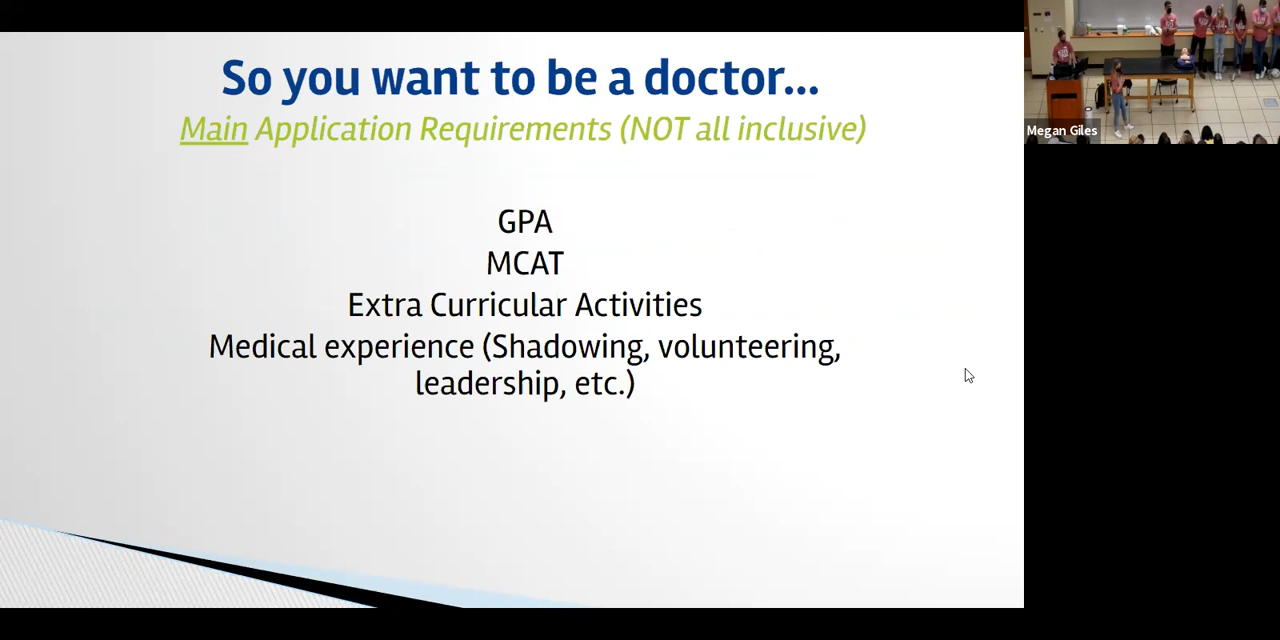 So you want to be a doctor...
Main Application Requirements (NOT all inclusive)
GPA
MCAT
Extra Curricular Activities
Medical experience (Shadowing, volunteering,
leadership, etc.)
Megan Giles